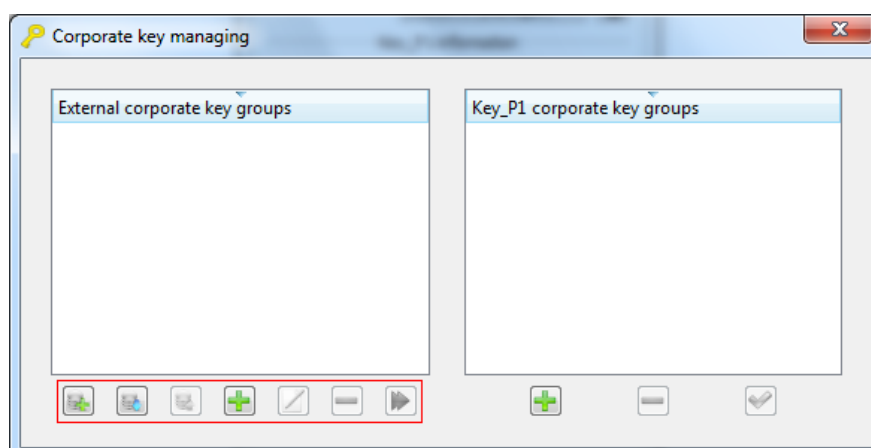 Corporate key managing
External corporate key groups
Key_P1 corporate key groups